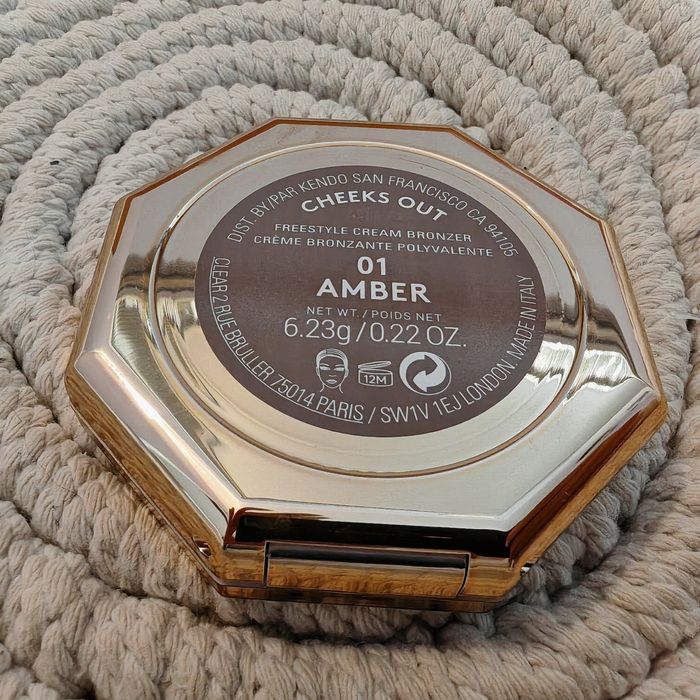 DIST. BY/PAR KENDO SAN FRANCISCO CA 94105
CHEEKS OUT
FREESTYLE CREAM BRONZER
CRÈME BRONZANTE POLYVALENTE
01
AMBER
NET WT./POIDS NET
6.23g/0.22 OZ.
12M
CLEAR 2 RUE BRULLER 75014 PARIS / SW1V 1EJ LONDON. MADE IN ITALY